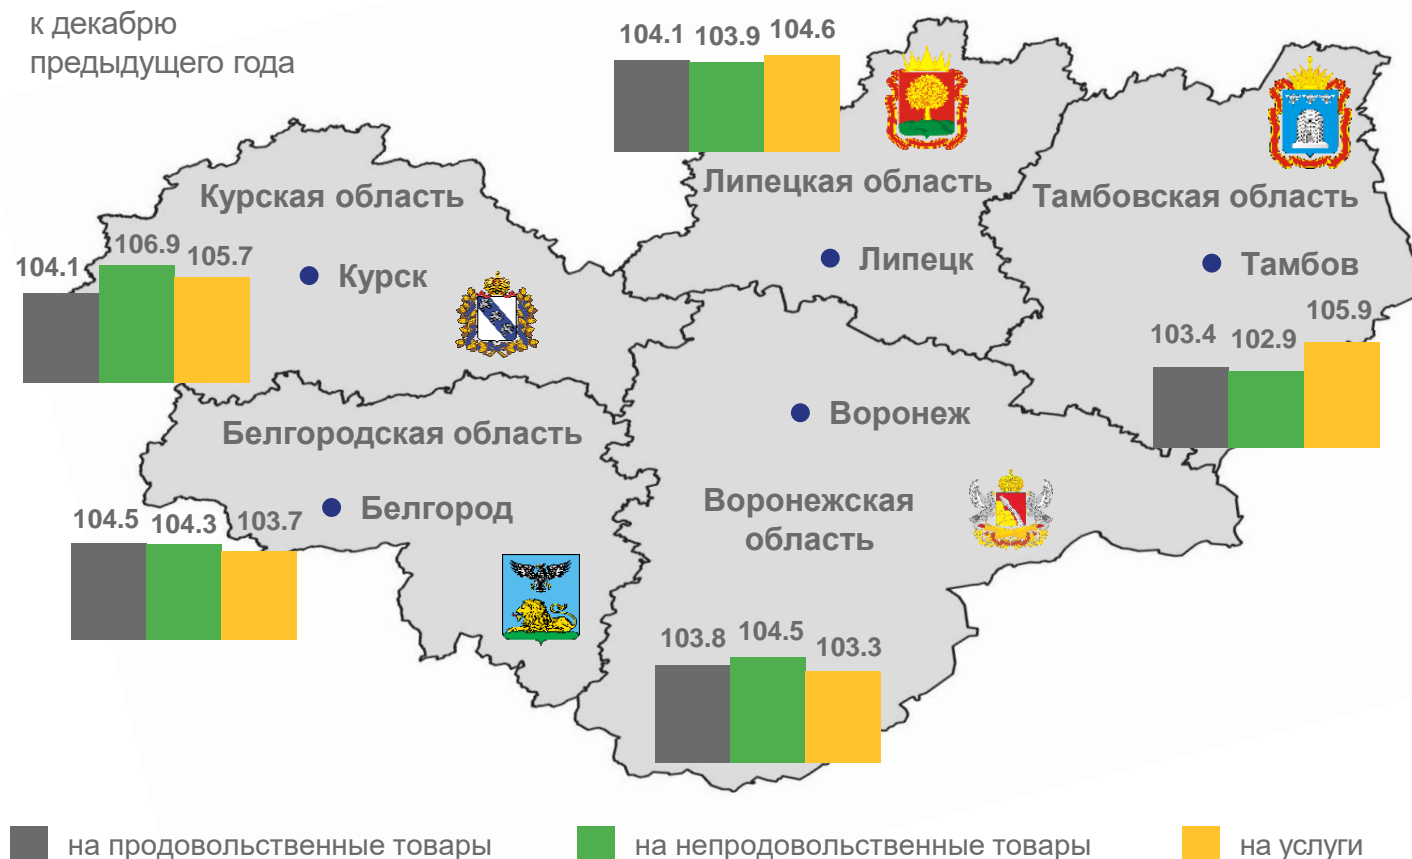 к декабрю
предыдущего года
104.1 103.9 104.6
Липецкая область
Липецк
Тамбовская область
Тамбов
103.4 102.9 105.9
Курская область
104.1 106.9 105.7
Курск
Белгородская область
Белгород
104.5 104.3 103.7
Воронеж
Воронежская
область
103.8 104.5 103.3
на продовольственные товары
на непродовольственные товары
на услуги